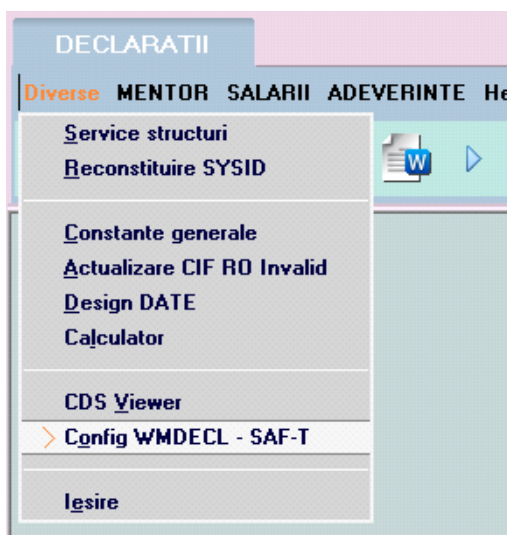 DECLARATII
Diverse MENTOR SALARII ADEVERINTE He
Service structuri
Reconstituire SYSID
W
Constante generale
Actualizare CIF RO Invalid
Design DATE
Calculator
CDS Viewer
Config WMDECL - SAF-T
Iesire